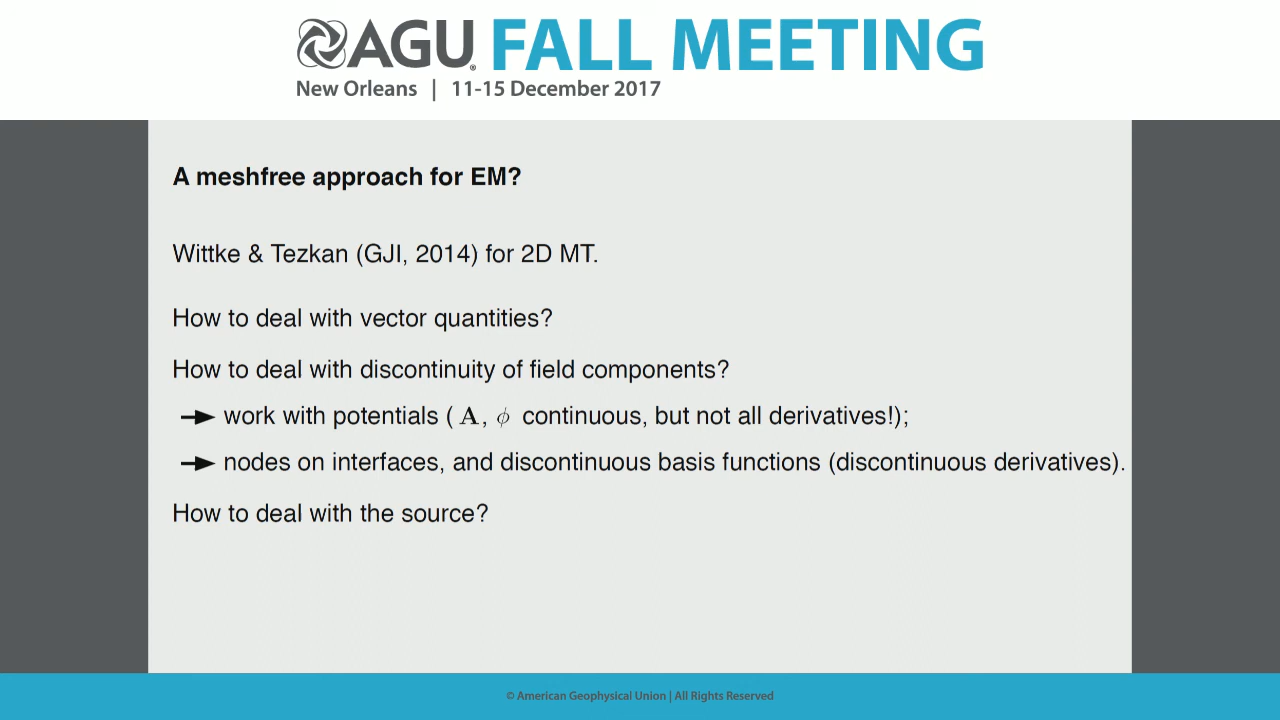 AGU FALL MEETING
New Orleans | 11-15 December 2017
A meshfree approach for EM?
Wittke & Tezkan (GJI, 2014) for 2D MT.
How to deal with vector quantities?
How to deal with discontinuity of field components?
→ work with potentials ( A, ϕ continuous, but not all derivatives!);
→ nodes on interfaces, and discontinuous basis functions (discontinuous derivatives).
How to deal with the source?
© American Geophysical Union | All Rights Reserved